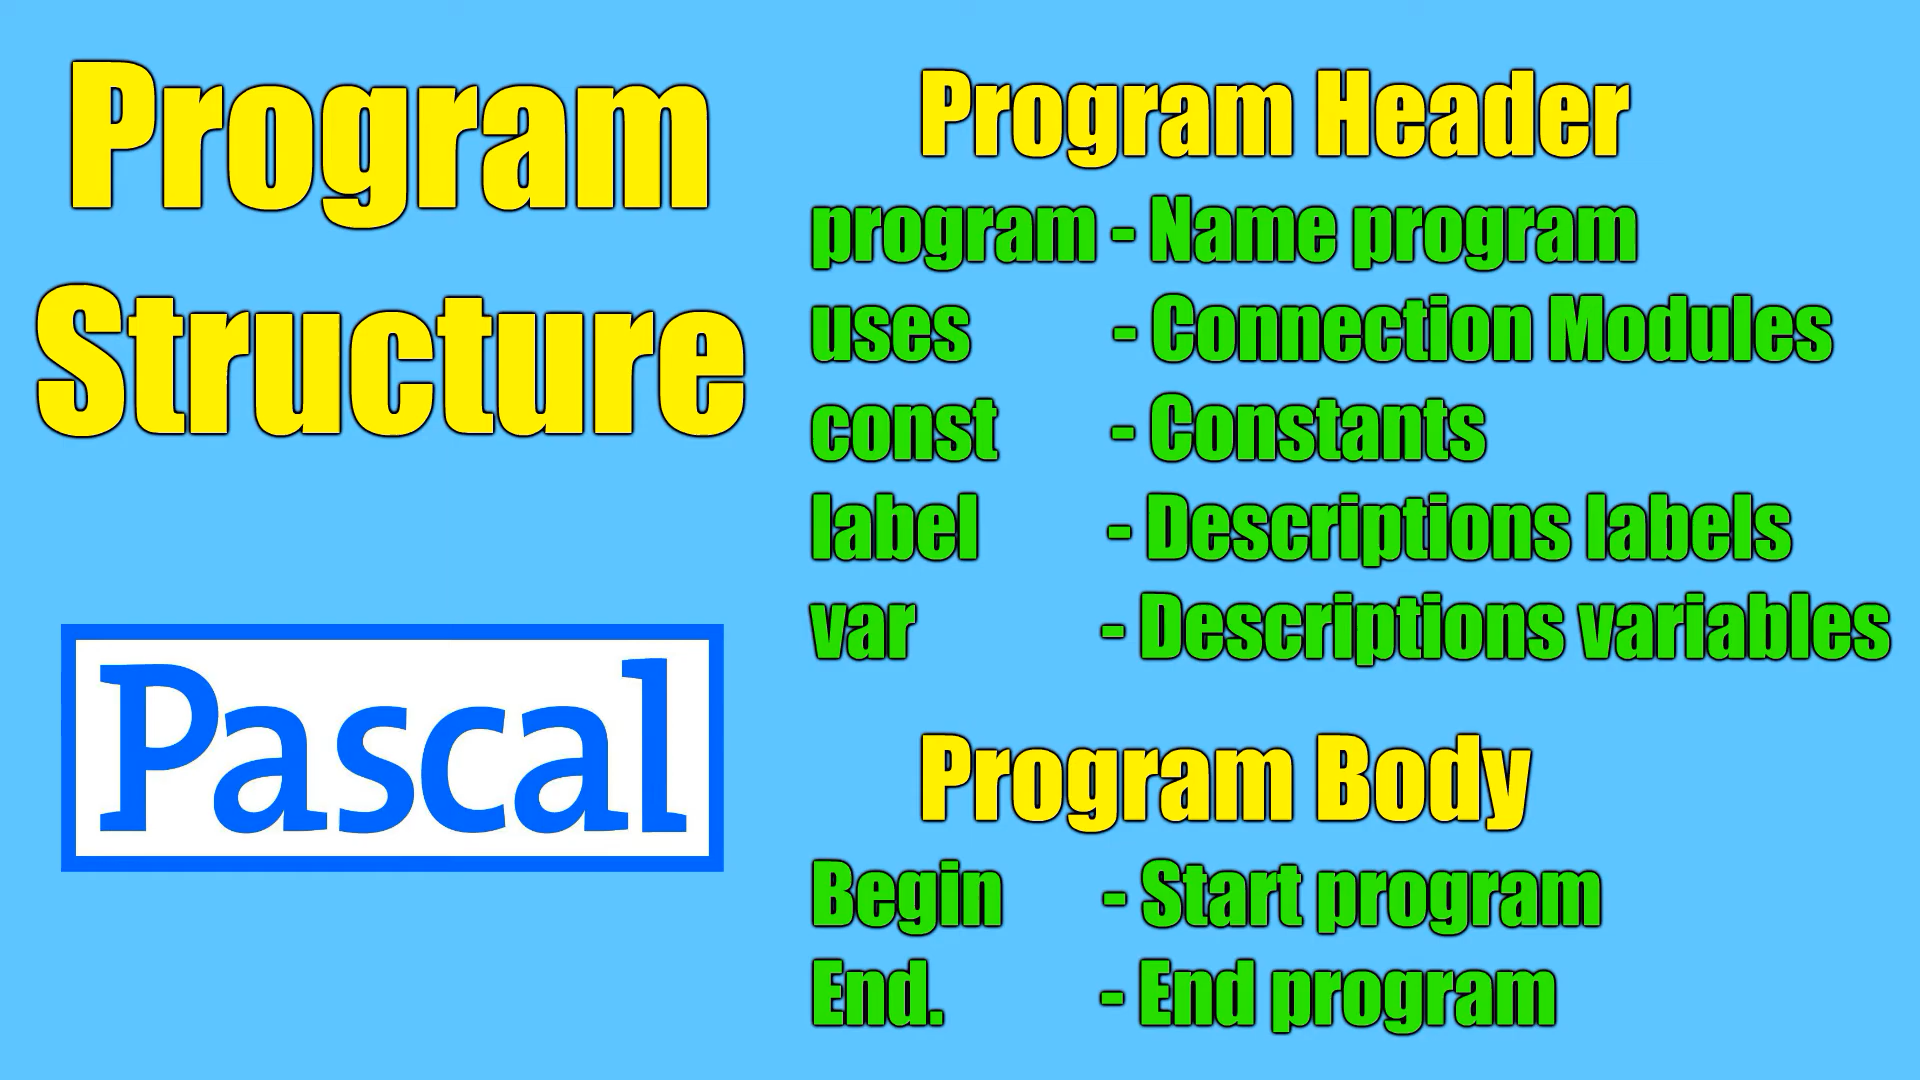 Program
Structure
Pascal
Program Header
program - Name program
uses - Connection Modules
const - Constants
label - Descriptions labels
var - Descriptions variables
Program Body
Begin - Start program
End. - End program